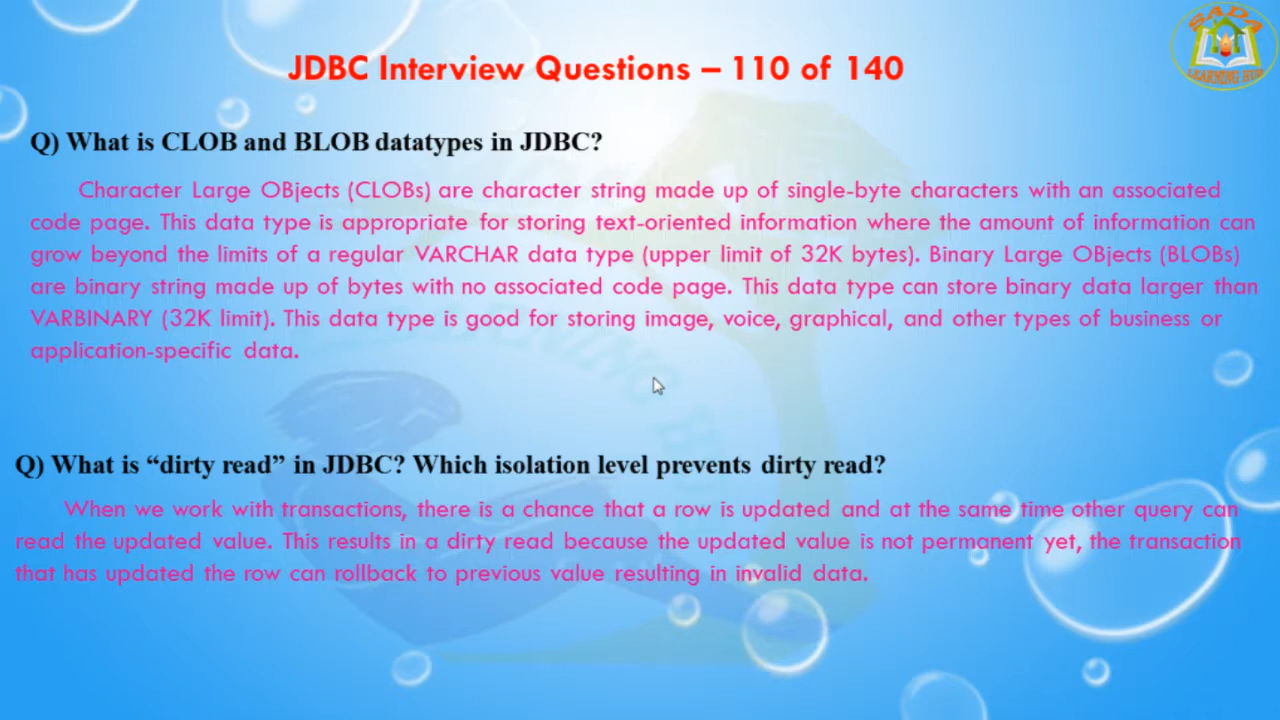 SADA
LEARNING HUB
JDBC Interview Questions – 110 of 140
Q) What is CLOB and BLOB datatypes in JDBC?
Character Large OBjects (CLOBs) are character string made up of single-byte characters with an associated
code page. This data type is appropriate for storing text-oriented information where the amount of information can
grow beyond the limits of a regular VARCHAR data type (upper limit of 32K bytes). Binary Large OBjects (BLOBs)
are binary string made up of bytes with no associated code page. This data type can store binary data larger than
VARBINARY (32K limit). This data type is good for storing image, voice, graphical, and other types of business or
application-specific data.
Q) What is “dirty read” in JDBC? Which isolation level prevents dirty read?
When we work with transactions, there is a chance that a row is updated and at the same time other query can
read the updated value. This results in a dirty read because the updated value is not permanent yet, the transaction
that has updated the row can rollback to previous value resulting in invalid data.